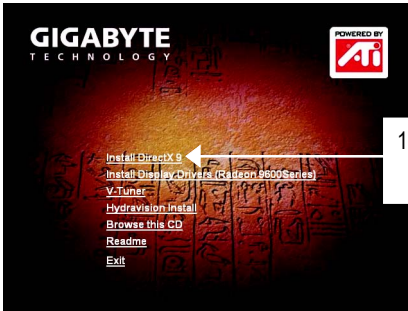 GIGABYTE
TECHNOLOGY
POWERED BY
ATi
1
Install DirectX 9
Install Display Drivers (Radeon 9600Series)
V-Tuner
Hydravision Install
Browse this CD
Readme
Exit